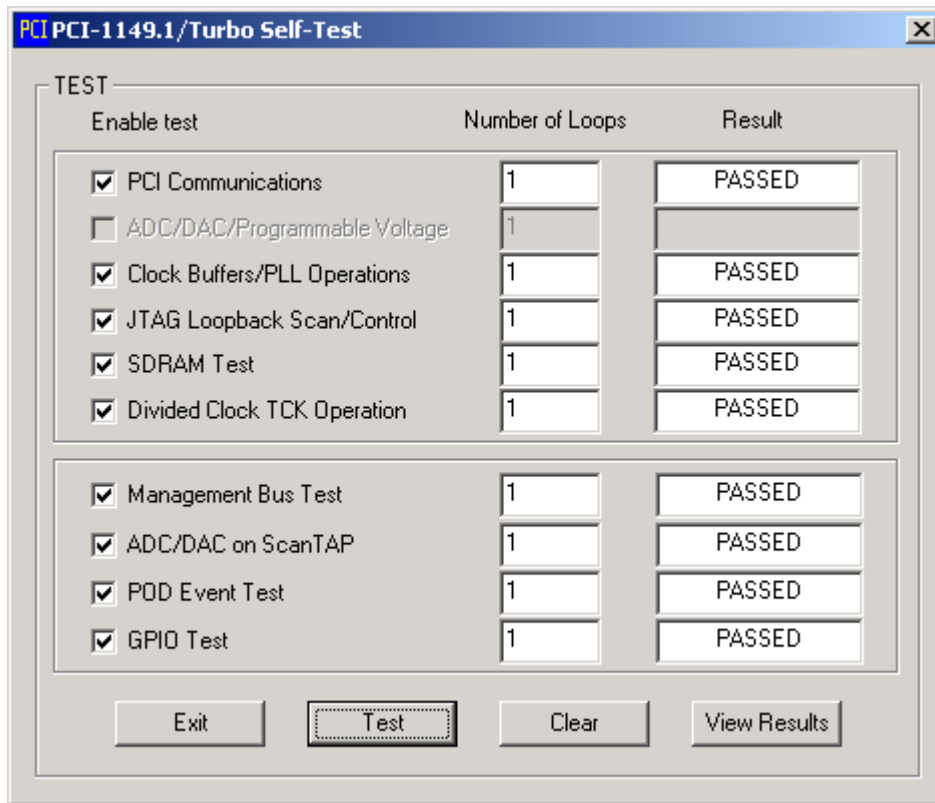 PCI PCI-1149.1/Turbo Self-Test
TEST
Enable test Number of Loops Result
PCI Communications 1 PASSED
ADC/DAC/Programmable Voltage 1
Clock Buffers/PLL Operations 1 PASSED
JTAG Loopback Scan/Control 1 PASSED
SDRAM Test 1 PASSED
Divided Clock TCK Operation 1 PASSED
Management Bus Test 1 PASSED
ADC/DAC on ScanTAP 1 PASSED
POD Event Test 1 PASSED
GPIO Test 1 PASSED
Exit Test Clear View Results